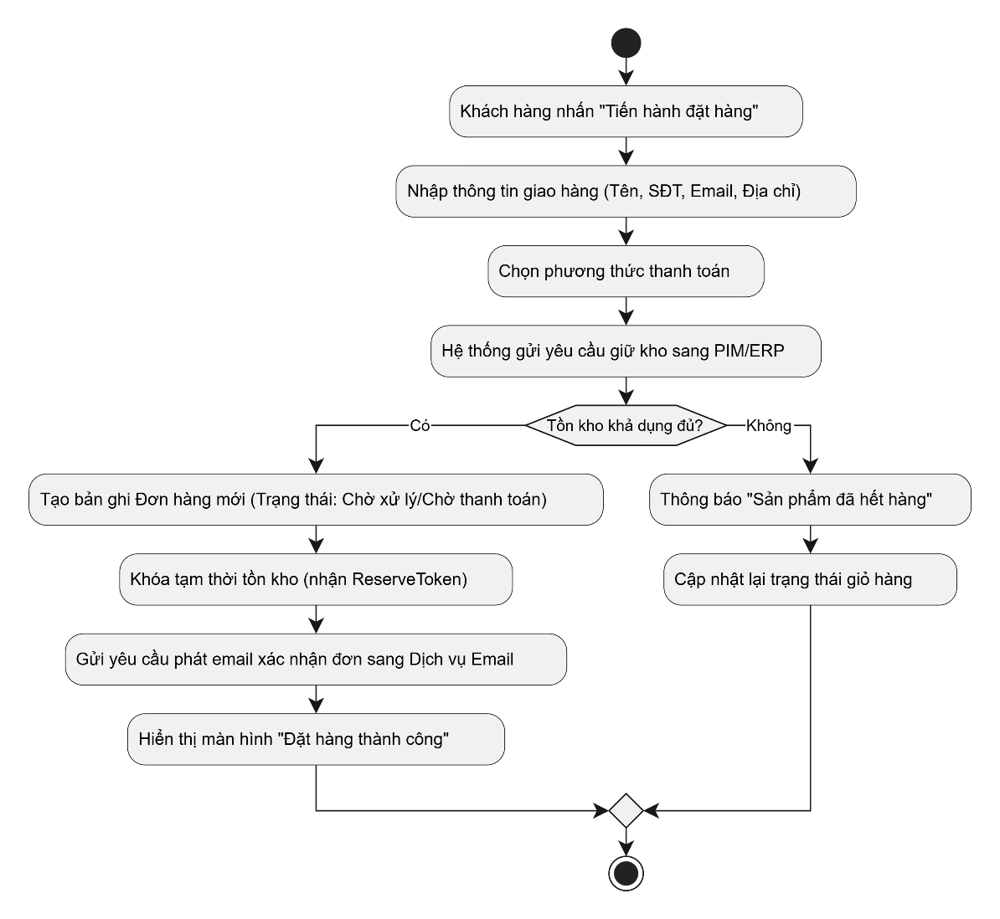 Khách hàng nhấn "Tiến hành đặt hàng"
Nhập thông tin giao hàng (Tên, SĐT, Email, Địa chỉ)
Chọn phương thức thanh toán
Hệ thống gửi yêu cầu giữ kho sang PIM/ERP
Tồn kho khả dụng đủ?
Có
Không
Tạo bản ghi Đơn hàng mới (Trạng thái: Chờ xử lý/Chờ thanh toán)
Thông báo "Sản phẩm đã hết hàng"
Khóa tạm thời tồn kho (nhận ReserveToken)
Cập nhật lại trạng thái giỏ hàng
Gửi yêu cầu phát email xác nhận đơn sang Dịch vụ Email
Hiển thị màn hình "Đặt hàng thành công"